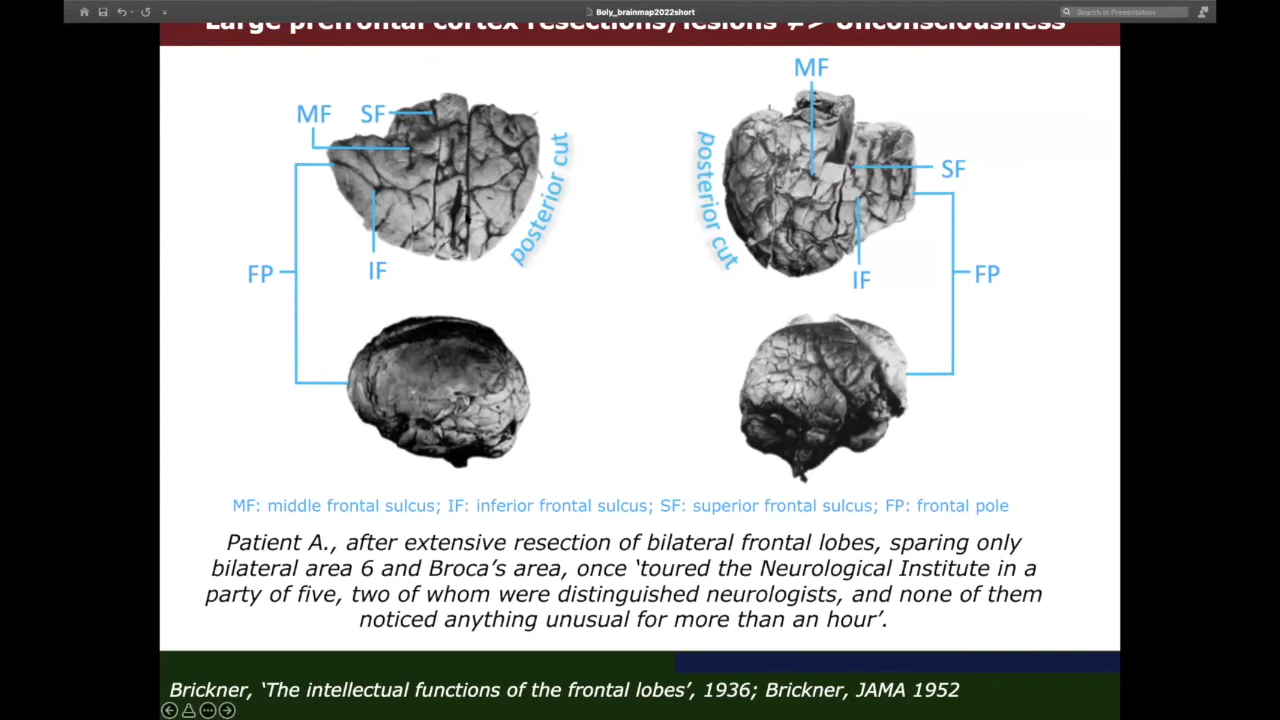 Boly_brainmap2022short
Search in Presentation
Large prefrontal cortex resections/lesions ≠> Unconsciousness
MF
MF
SF
posterior cut
posterior cut
SF
FP
IF
IF
FP
MF: middle frontal sulcus; IF: inferior frontal sulcus; SF: superior frontal sulcus; FP: frontal pole
Patient A., after extensive resection of bilateral frontal lobes, sparing only
bilateral area 6 and Broca’s area, once ‘toured the Neurological Institute in a
party of five, two of whom were distinguished neurologists, and none of them
noticed anything unusual for more than an hour’.
Brickner, ‘The intellectual functions of the frontal lobes’, 1936; Brickner, JAMA 1952